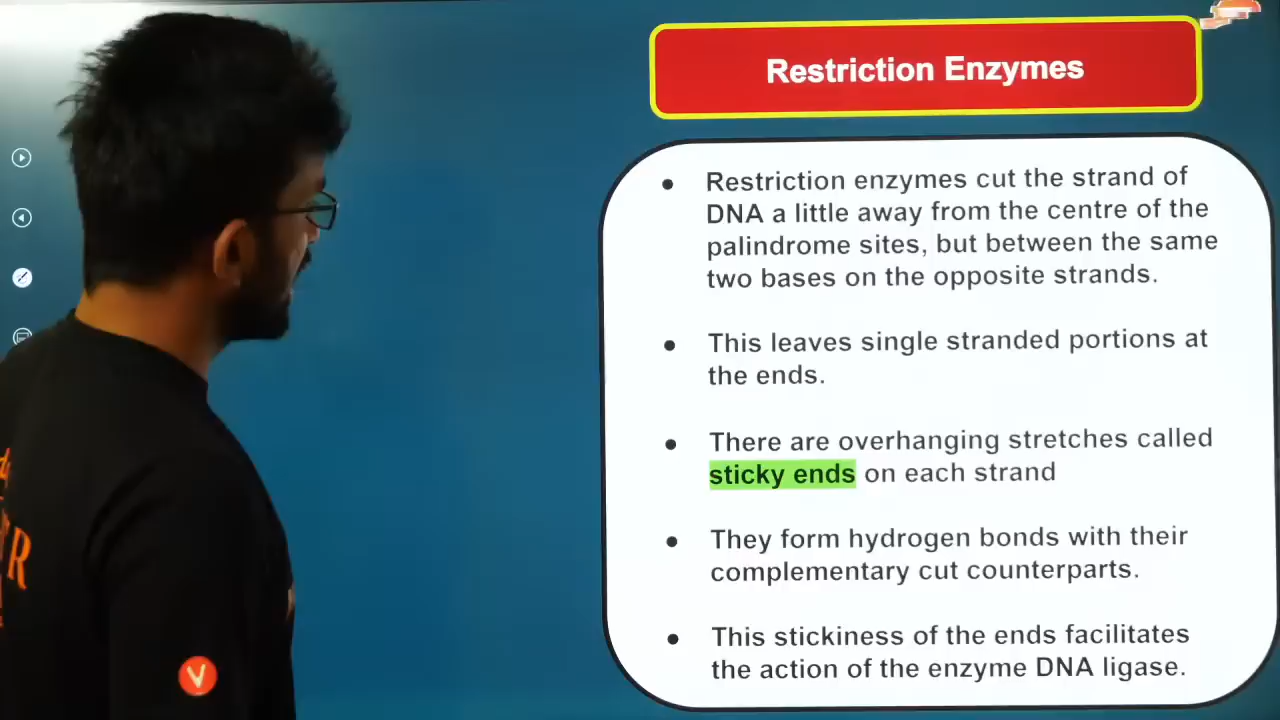 Restriction Enzymes
• Restriction enzymes cut the strand of
DNA a little away from the centre of the
palindrome sites, but between the same
two bases on the opposite strands.
• This leaves single stranded portions at
the ends.
• There are overhanging stretches called
sticky ends on each strand
• They form hydrogen bonds with their
complementary cut counterparts.
• This stickiness of the ends facilitates
the action of the enzyme DNA ligase.
V